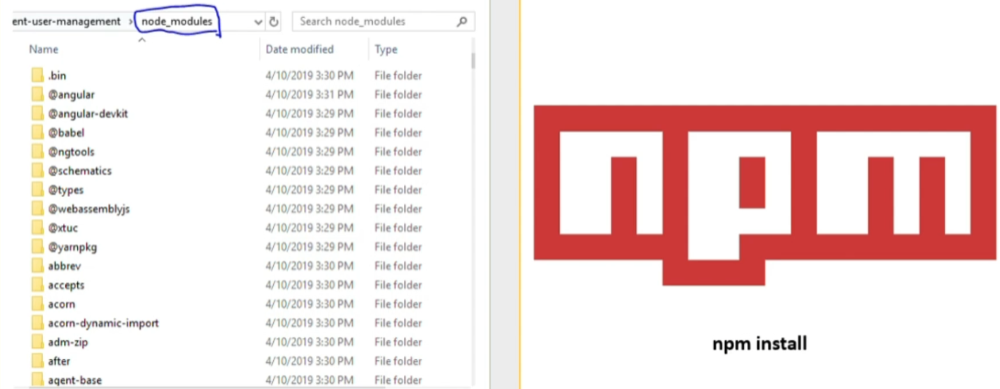 ent-user-management > node_modules
Search node_modules
Name Date modified Type
.bin 4/10/2019 3:30 PM File folder
@angular 4/10/2019 3:31 PM File folder
@angular-devkit 4/10/2019 3:29 PM File folder
@babel 4/10/2019 3:29 PM File folder
@ngtools 4/10/2019 3:29 PM File folder
@schematics 4/10/2019 3:29 PM File folder
@types 4/10/2019 3:29 PM File folder
@webassemblyjs 4/10/2019 3:29 PM File folder
@xtuc 4/10/2019 3:29 PM File folder
@yarnpkg 4/10/2019 3:29 PM File folder
abbrev 4/10/2019 3:30 PM File folder
accepts 4/10/2019 3:30 PM File folder
acorn 4/10/2019 3:30 PM File folder
acorn-dynamic-import 4/10/2019 3:30 PM File folder
adm-zip 4/10/2019 3:30 PM File folder
after 4/10/2019 3:30 PM File folder
agent-base 4/10/2019 3:30 PM File folder
npm
npm install